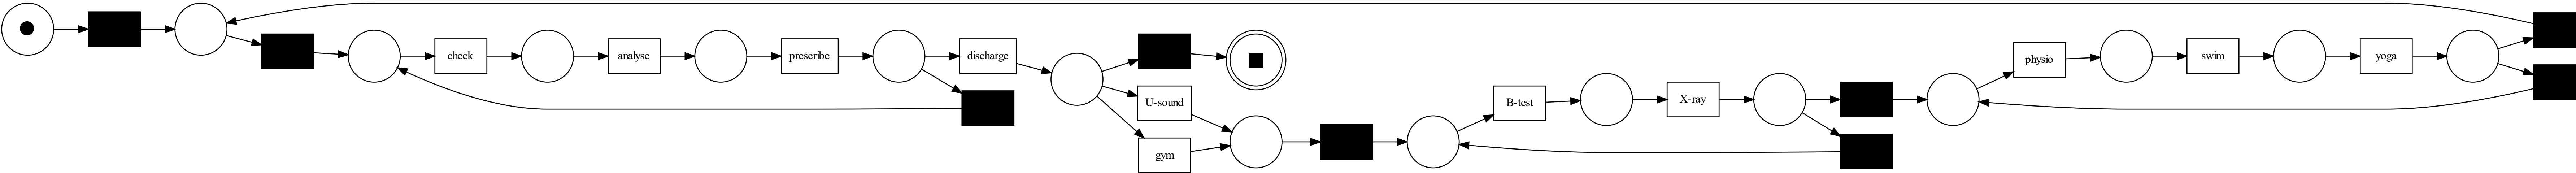 check
analyse
prescribe
discharge
U-sound
gym
B-test
X-ray
physio
swim
yoga